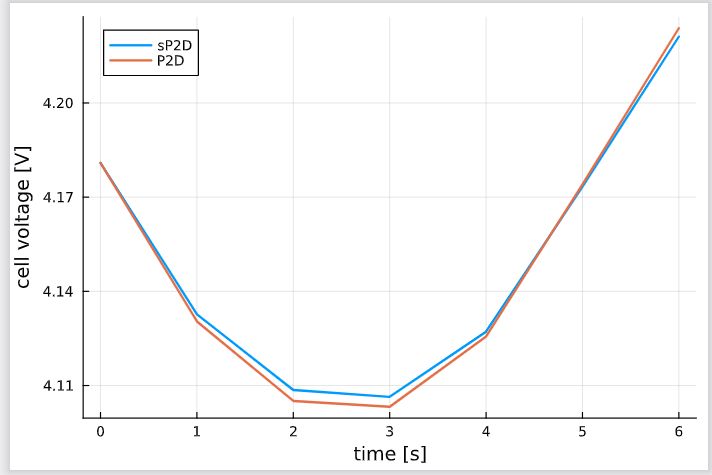 sP2D
P2D
4.20
4.17
4.14
4.11
cell voltage [V]
0 1 2 3 4 5 6
time [s]